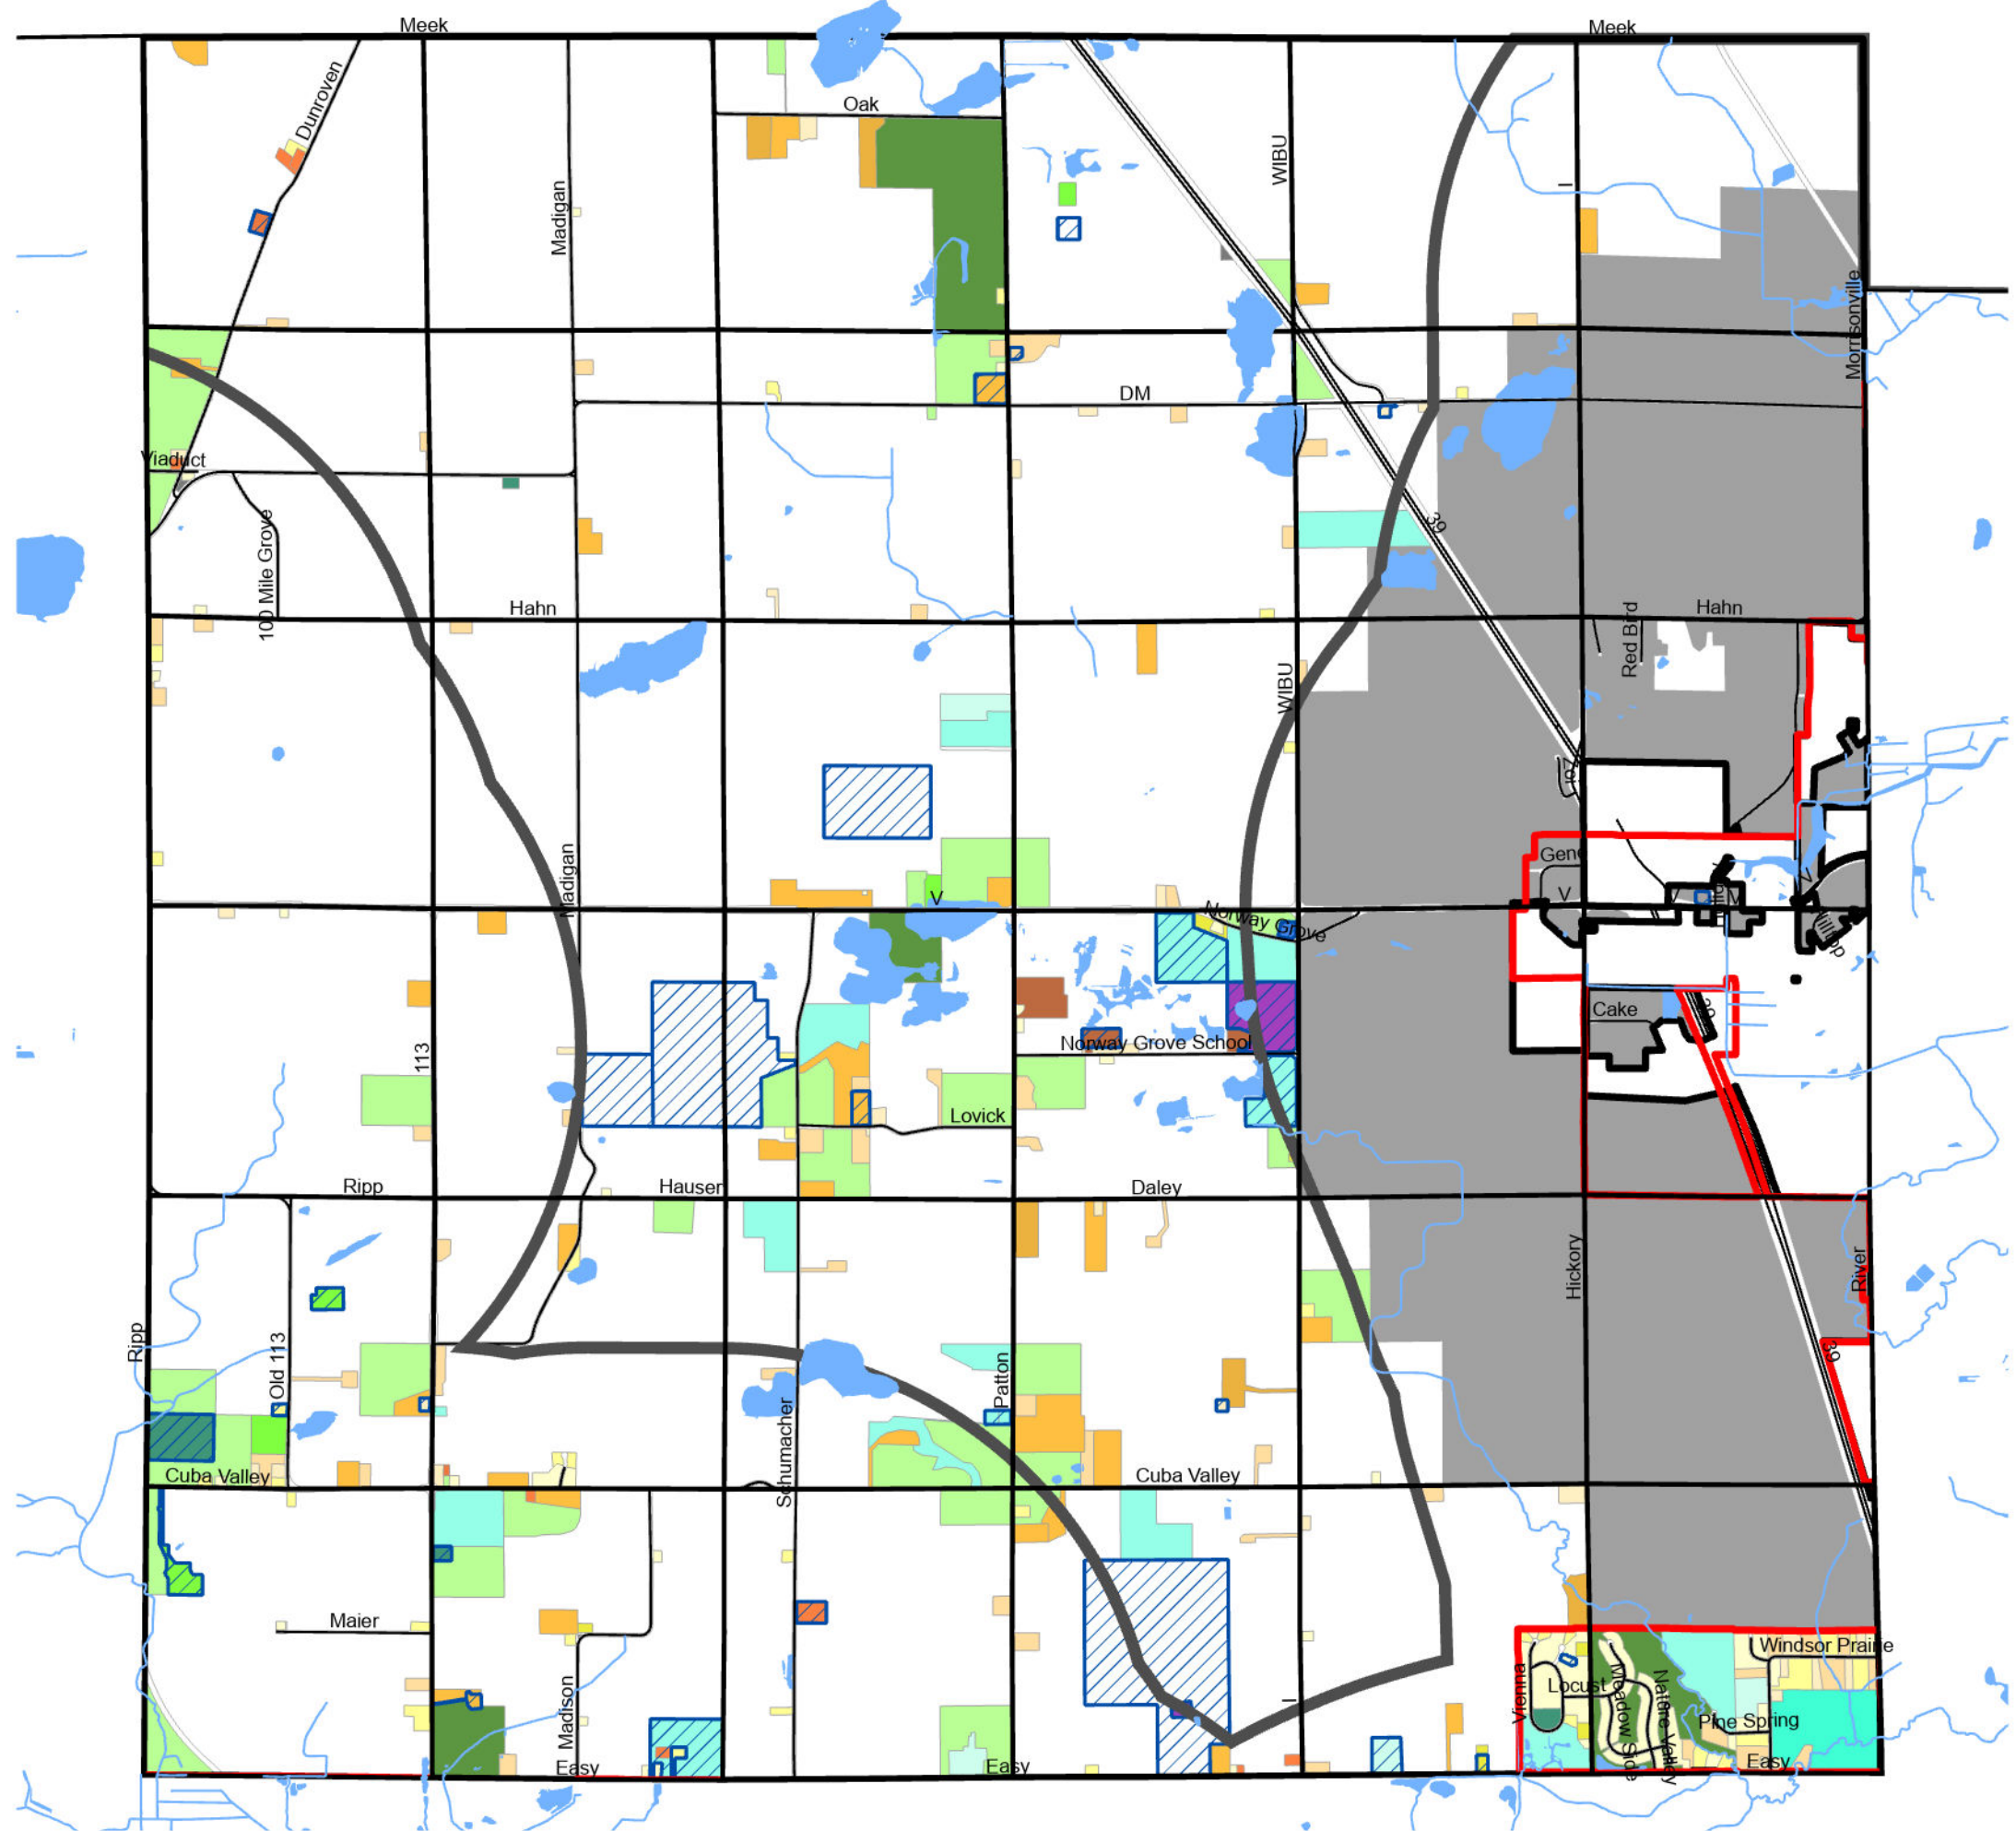 Meek
Meek
Dunroven
Oak
WIBU
I
Madigan
Morrisonville
DM
Viaduct
39
100 Mile Grove
Hahn
Red Bird
Hahn
WIBU
Madigan
V
V
V
Norway Grove
Cake
39
113
Norway Grove School
Lovick
Ripp
Hauser
Daley
Hickory
River
Ripp
Old 113
Patton
39
Schumacher
Cuba Valley
Cuba Valley
Maier
Windsor Prairie
Vienna
Locust
Meadow Side
Nature Valley
Madison
I
Pine Spring
Easy
Easy
Easy